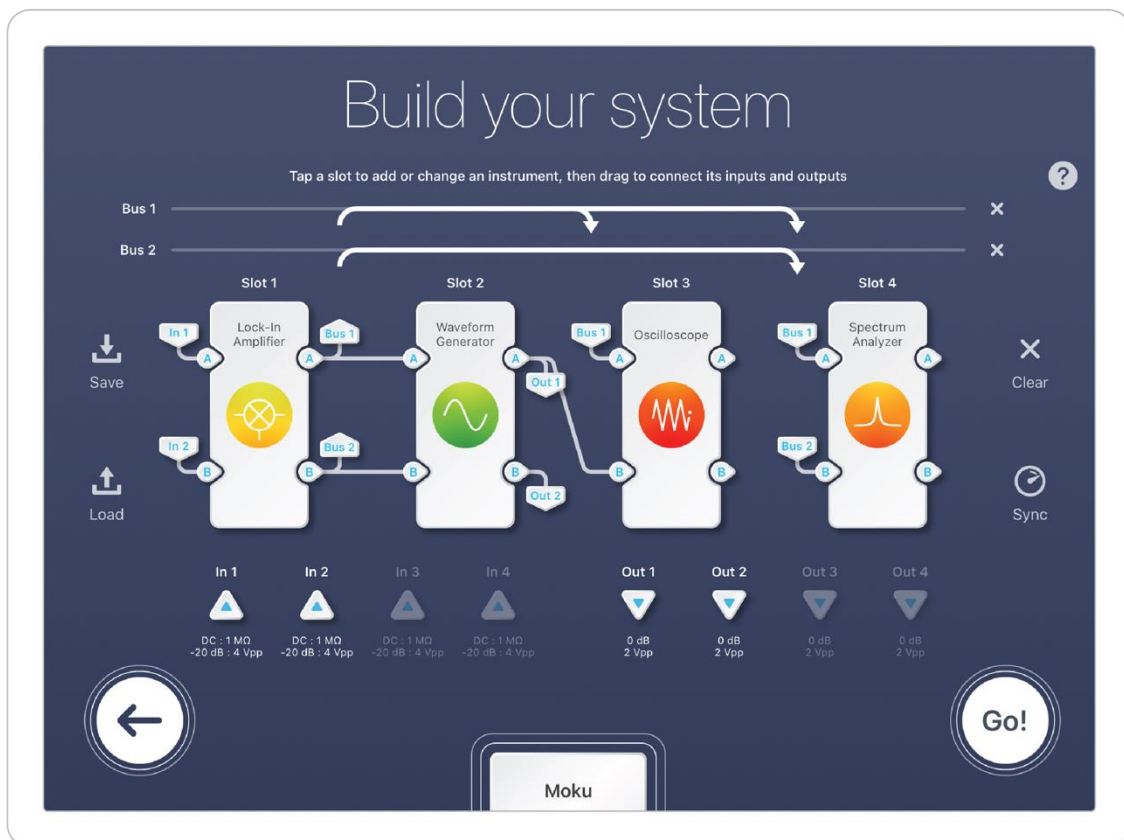 Build your system
Tap a slot to add or change an instrument, then drag to connect its inputs and outputs
?
Bus 1
Bus 2
Slot 1
Slot 2
Slot 3
Slot 4
In 1
Lock-In
Amplifier
Bus 1
Waveform
Generator
Bus 1
Oscilloscope
Bus 1
Spectrum
Analyzer
A
A
A
A
A
A
A
A
Out 1
Save
Clear
In 2
Bus 2
Bus 2
B
B
B
B
B
B
B
B
Out 2
Load
Sync
In 1
In 2
In 3
In 4
Out 1
Out 2
Out 3
Out 4
DC : 1 MΩ
-20 dB : 4 Vpp
DC : 1 MΩ
-20 dB : 4 Vpp
DC : 1 MΩ
-20 dB : 4 Vpp
DC : 1 MΩ
-20 dB : 4 Vpp
0 dB
2 Vpp
0 dB
2 Vpp
0 dB
2 Vpp
0 dB
2 Vpp
Go!
Moku